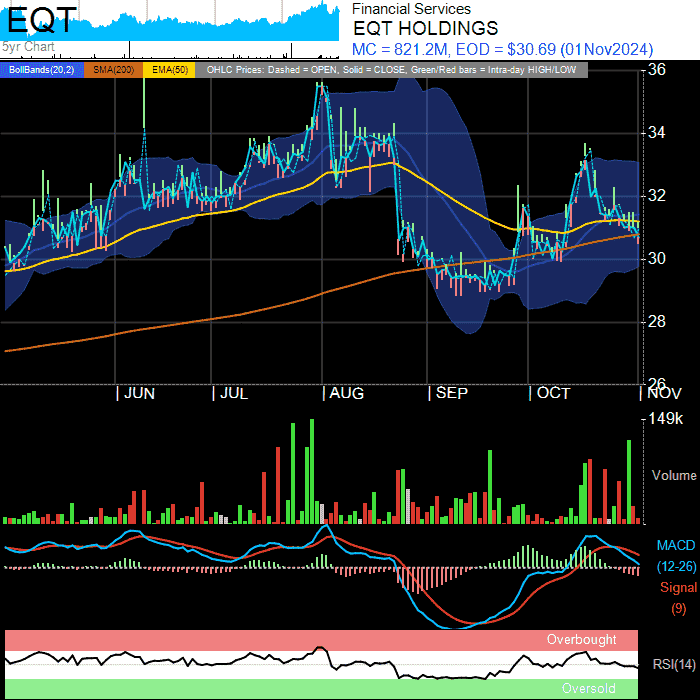 EQT
5yr Chart
Financial Services
EQT HOLDINGS
MC = 821.2M, EOD = $30.69 (01Nov2024)
BollBands(20,2) SMA(200) EMA(50) OHLC Prices: Dashed = OPEN, Solid = CLOSE, Green/Red bars = Intra-day HIGH/LOW
36
34
32
30
28
26
| JUN | JUL | AUG | SEP | OCT | NOV
149k
Volume
MACD
(12-26)
Signal
(9)
Overbought
RSI(14)
Oversold